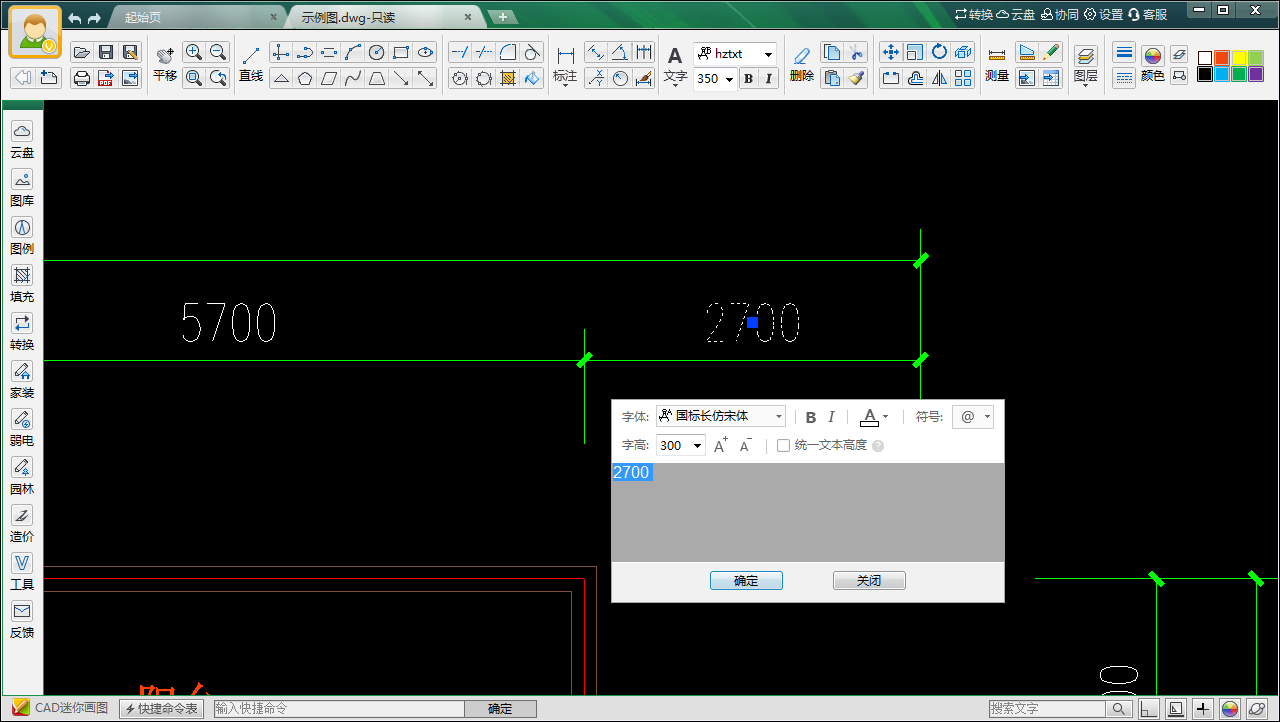 起始页
示例图.dwg-只读
转换 云盘 协同 设置 客服
平移
直线
标注
文字
hztxt
350
B I
删除
测量
图层
颜色
云盘
图库
图例
填充
转换
家装
弱电
园林
造价
工具
反馈
5700
2700
字体: 国标长仿宋体 B I A 符号: @
字高: 300 A+ A- 统一文本高度 ?
2700
确定 关闭
CAD迷你画图 快捷命令表 输入快捷命令 确定 搜索文字